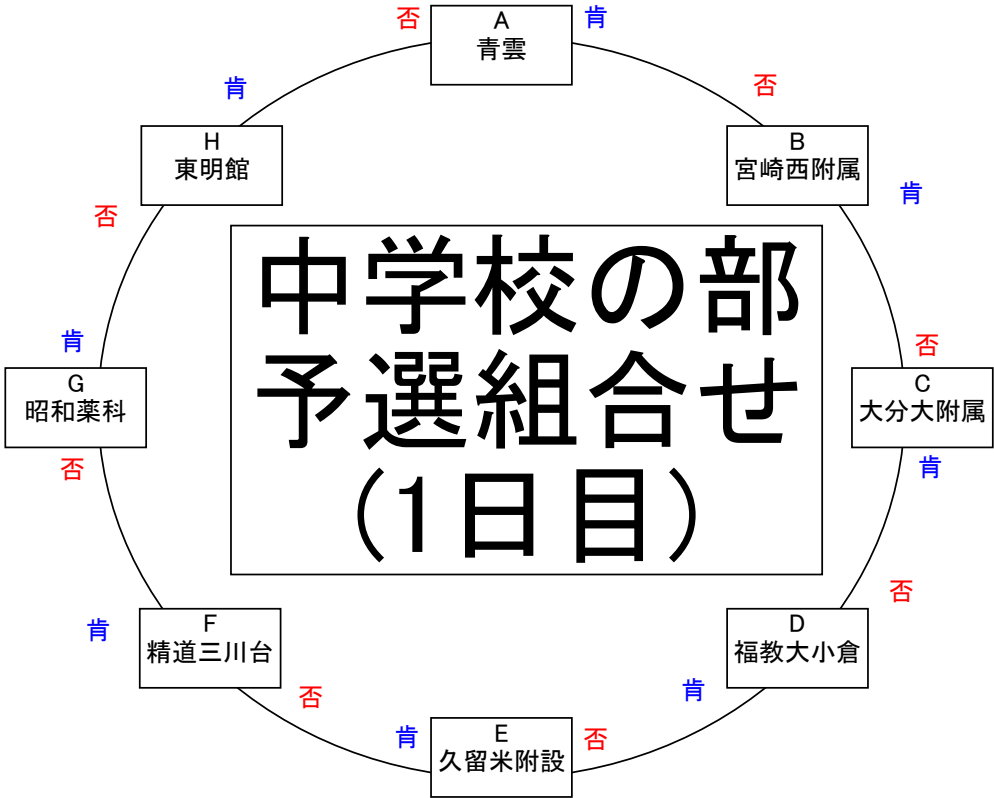 否
A
青雲
肯
肯
否
H
東明館
B
宮崎西附属
否
肯
中学校の部
予選組合せ
(1日目)
肯
否
G
昭和薬科
C
大分大附属
否
肯
否
肯
F
精道三川台
D
福教大小倉
否
肯
肯
E
久留米附設
否